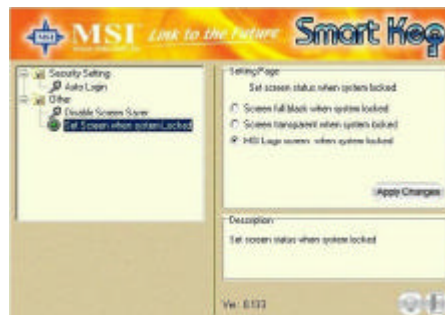 MSI Link to the Future Smart Key
Security Setting
Auto Login
Other
Disable Screen Saver
Set Screen when system Locked
Setting Page
Set screen status when system locked
Screen full black when system locked
Screen transparent when system locked
MSI Logo screen when system locked
Apply Changes
Description
Set screen status when system locked
Ver: